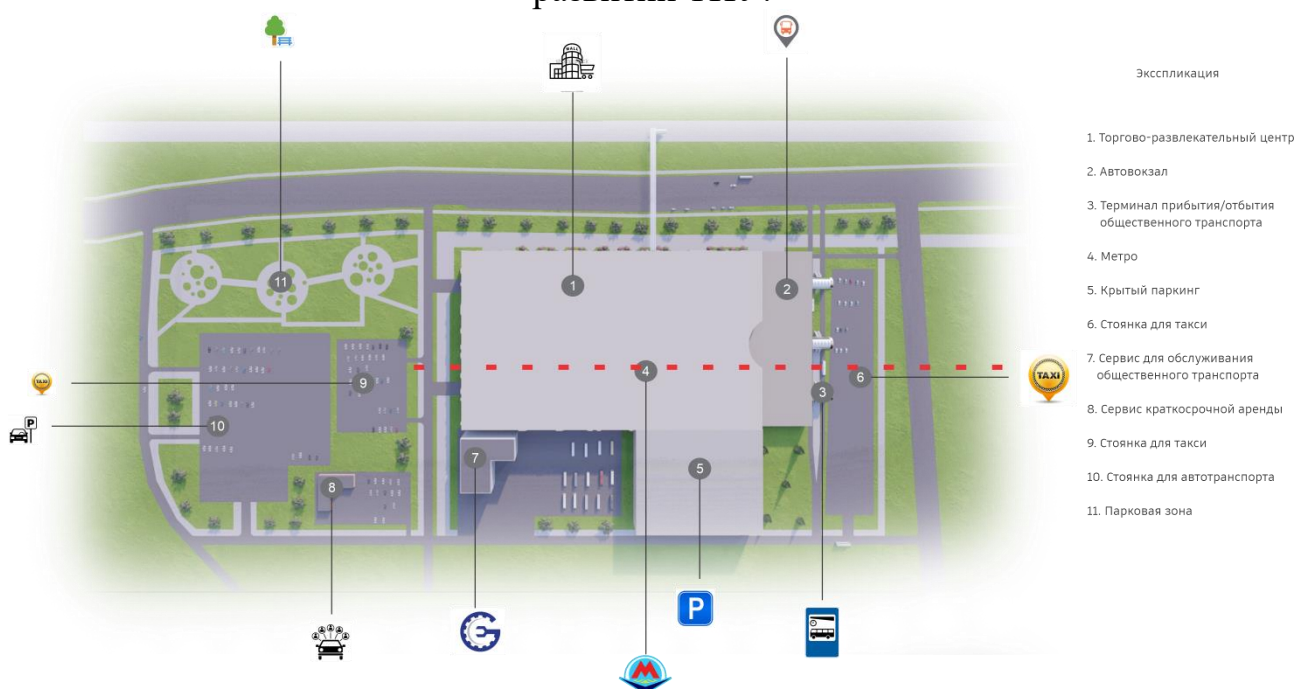 Экспликация
1. Торгово-развлекательный центр
2. Автовокзал
3. Терминал прибытия/отбытия
общественного транспорта
4. Метро
5. Крытый паркинг
6. Стоянка для такси
7. Сервис для обслуживания
общественного транспорта
8. Сервис краткосрочной аренды
9. Стоянка для такси
10. Стоянка для автотранспорта
11. Парковая зона
MALL
11
1
2
9
4
6
3
10
7
5
8
TAXI
TAXI
P
P
М